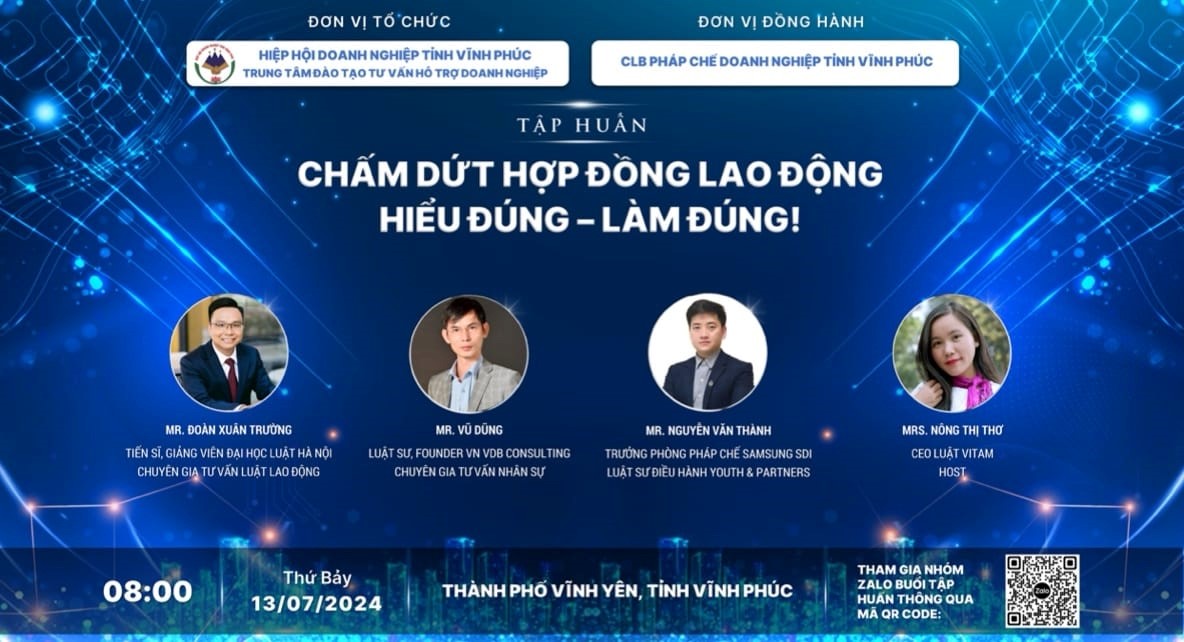 ĐƠN VỊ TỔ CHỨC
ĐƠN VỊ ĐỒNG HÀNH
HIỆP HỘI DOANH NGHIỆP TỈNH VĨNH PHÚC
TRUNG TÂM ĐÀO TẠO TƯ VẤN HỖ TRỢ DOANH NGHIỆP
CLB PHÁP CHẾ DOANH NGHIỆP TỈNH VĨNH PHÚC
TẬP HUẤN
CHẤM DỨT HỢP ĐỒNG LAO ĐỘNG
HIỂU ĐÚNG – LÀM ĐÚNG!
MR. ĐOÀN XUÂN TRƯỜNG
TIẾN SĨ, GIẢNG VIÊN ĐẠI HỌC LUẬT HÀ NỘI
CHUYÊN GIA TƯ VẤN LUẬT LAO ĐỘNG
MR. VŨ DŨNG
LUẬT SƯ, FOUNDER VN VDB CONSULTING
CHUYÊN GIA TƯ VẤN NHÂN SỰ
MR. NGUYỄN VĂN THÀNH
TRƯỞNG PHÒNG PHÁP CHẾ SAMSUNG SDI
LUẬT SƯ ĐIỀU HÀNH YOUTH & PARTNERS
MRS. NÔNG THỊ THƠ
CEO LUẬT VITAM
HOST
08:00
Thứ Bảy
13/07/2024
THÀNH PHỐ VĨNH YÊN, TỈNH VĨNH PHÚC
THAM GIA NHÓM
ZALO BUỔI TẬP
HUẤN THÔNG QUA
MÃ QR CODE:
Zalo